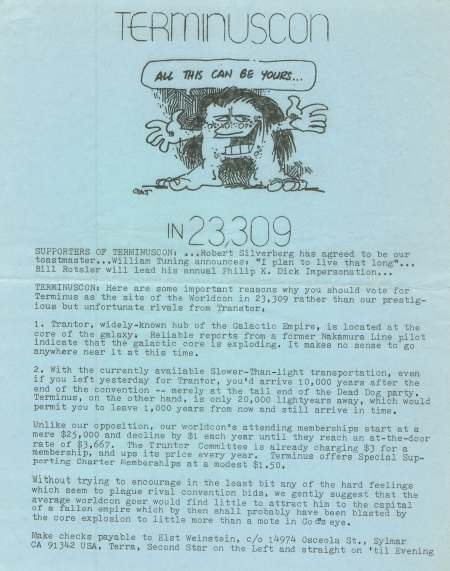 TERMINUSCON
ALL THIS CAN BE YOURS...
IN 23,309
SUPPORTERS OF TERMINUSCON: ...Robert Silverberg has agreed to be our
toastmaster...William Tuning announces: "I plan to live that long"...
Bill Rotsler will lead his annual Philip K. Dick Impersonation...
TERMINUSCON: Here are some important reasons why you should vote for
Terminus as the site of the Worldcon in 23,309 rather than our prestig-
ious but unfortunate rivals from Trantor.
1. Trantor, widely-known hub of the Galactic Empire, is located at the
core of the galaxy. Reliable reports from a former Nakamura Line pilot
indicate that the galactic core is exploding. It makes no sense to go
anywhere near it at this time.
2. With the currently available Slower-Than-light transportation, even
if you left yesterday for Trantor, you'd arrive 10,000 years after the
end of the convention -- merely at the tail end of the Dead Dog party.
Terminus, on the other hand, is only 20,000 lightyears away, which would
permit you to leave 1,000 years from now and still arrive in time.
Unlike our opposition, our worldcon's attending memberships start at a
mere $25,000 and decline by $1 each year until they reach an at-the-door
rate of $3,667. The Trantor Committee is already charging $3 for a
membership, and ups its price every year. Terminus offers Special Sup-
porting Charter Memberships at a modest $1.50.
Without trying to encourage in the least bit any of the hard feelings
which seem to plague rival convention bids, we gently suggest that the
average worldcon goer would find little to attract him to the capital
of a fallen empire which by then shall probably have been blasted by
the core explosion to little more than a mote in God's eye.
Make checks payable to Elst Weinstein, c/o 14974 Osceola St., Sylmar
CA 91342 USA, Terra, Second Star on the Left and straight on 'til Evening